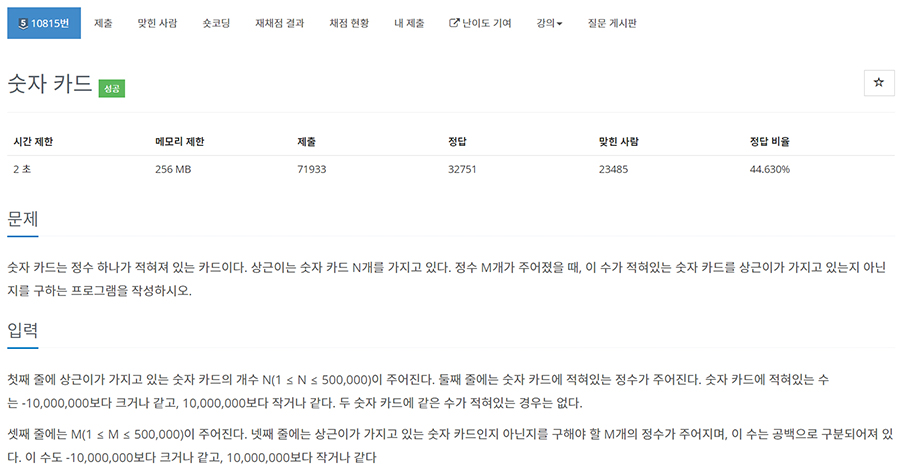 5 10815번 제출 맞힌 사람 숏코딩 재채점 결과 채점 현황 내 제출 난이도 기여 강의 질문 게시판
숫자 카드 성공
시간 제한 메모리 제한 제출 정답 맞힌 사람 정답 비율
2 초 256 MB 71933 32751 23485 44.630%
문제
숫자 카드는 정수 하나가 적혀져 있는 카드이다. 상근이는 숫자 카드 N개를 가지고 있다. 정수 M개가 주어졌을 때, 이 수가 적혀있는 숫자 카드를 상근이가 가지고 있는지 아닌
지를 구하는 프로그램을 작성하시오.
입력
첫째 줄에 상근이가 가지고 있는 숫자 카드의 개수 N(1 ≤ N ≤ 500,000)이 주어진다. 둘째 줄에는 숫자 카드에 적혀있는 정수가 주어진다. 숫자 카드에 적혀있는 수
는 -10,000,000보다 크거나 같고, 10,000,000보다 작거나 같다. 두 숫자 카드에 같은 수가 적혀있는 경우는 없다.
셋째 줄에는 M(1 ≤ M ≤ 500,000)이 주어진다. 넷째 줄에는 상근이가 가지고 있는 숫자 카드인지 아닌지를 구해야 할 M개의 정수가 주어지며, 이 수는 공백으로 구분되어져 있
다. 이 수도 -10,000,000보다 크거나 같고, 10,000,000보다 작거나 같다